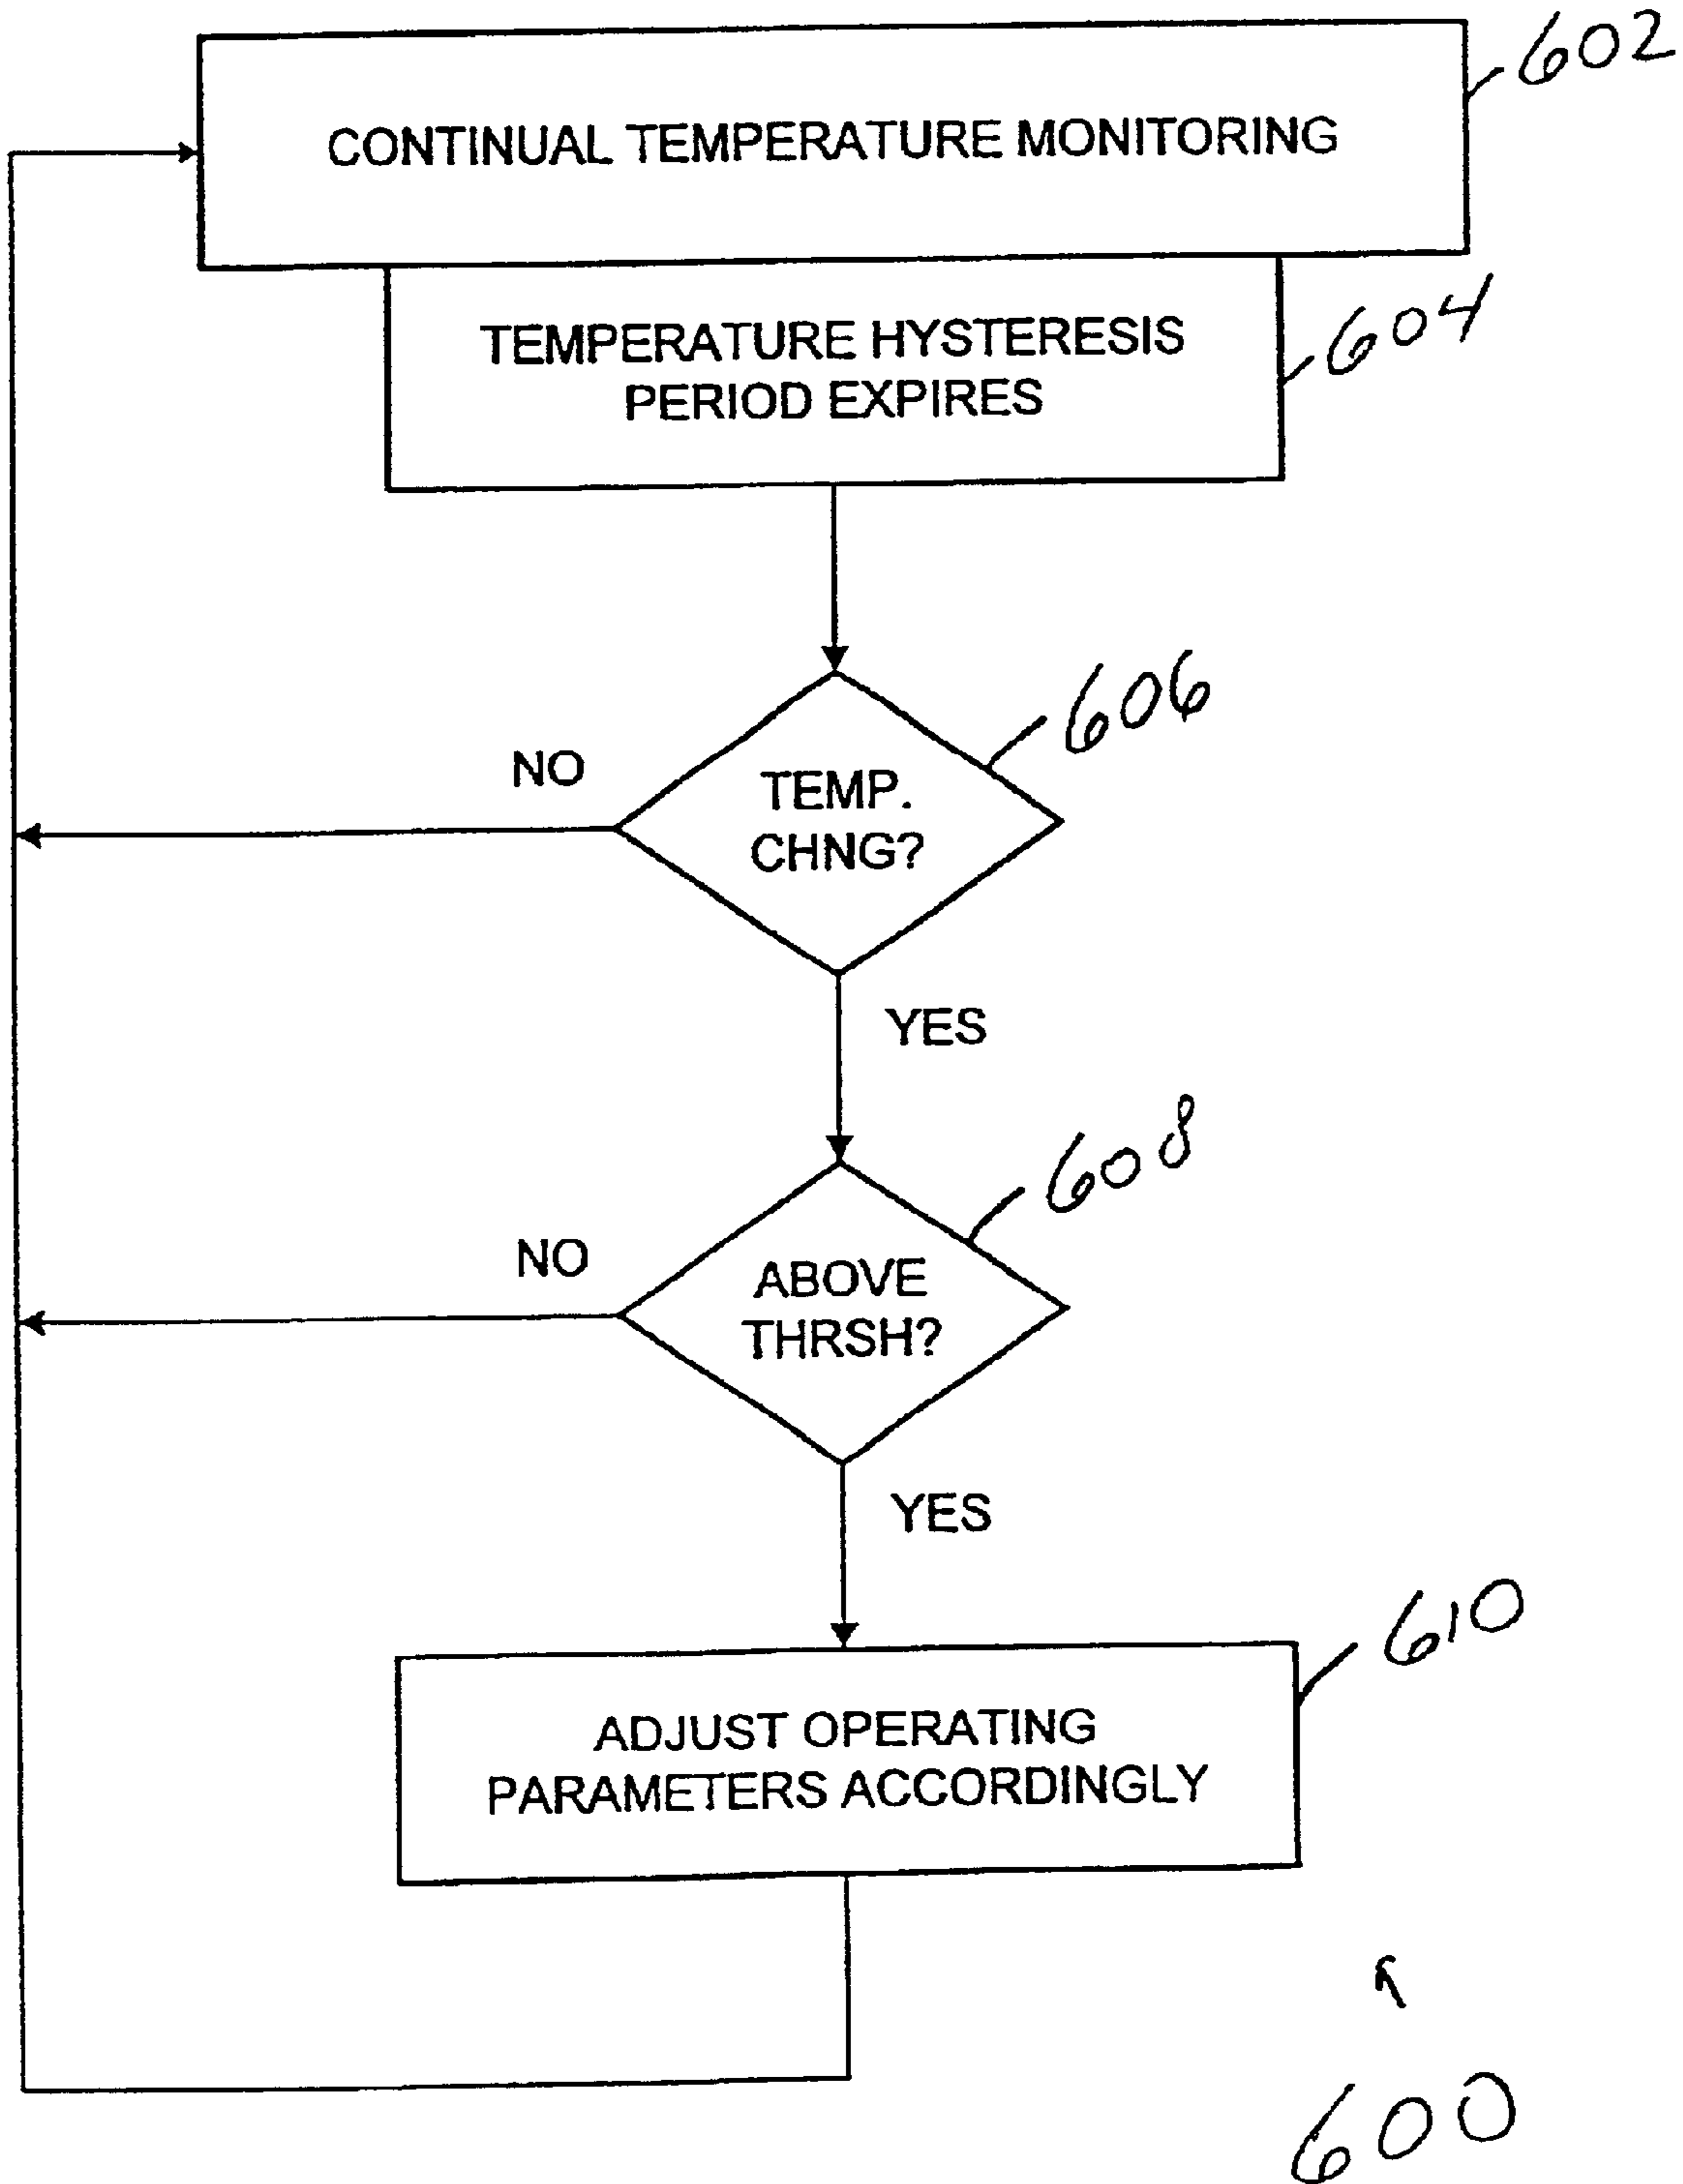 602
CONTINUAL TEMPERATURE MONITORING
604
TEMPERATURE HYSTERESIS
PERIOD EXPIRES
606
NO
TEMP.
CHNG?
YES
608
NO
ABOVE
THRSH?
YES
610
ADJUST OPERATING
PARAMETERS ACCORDINGLY
600